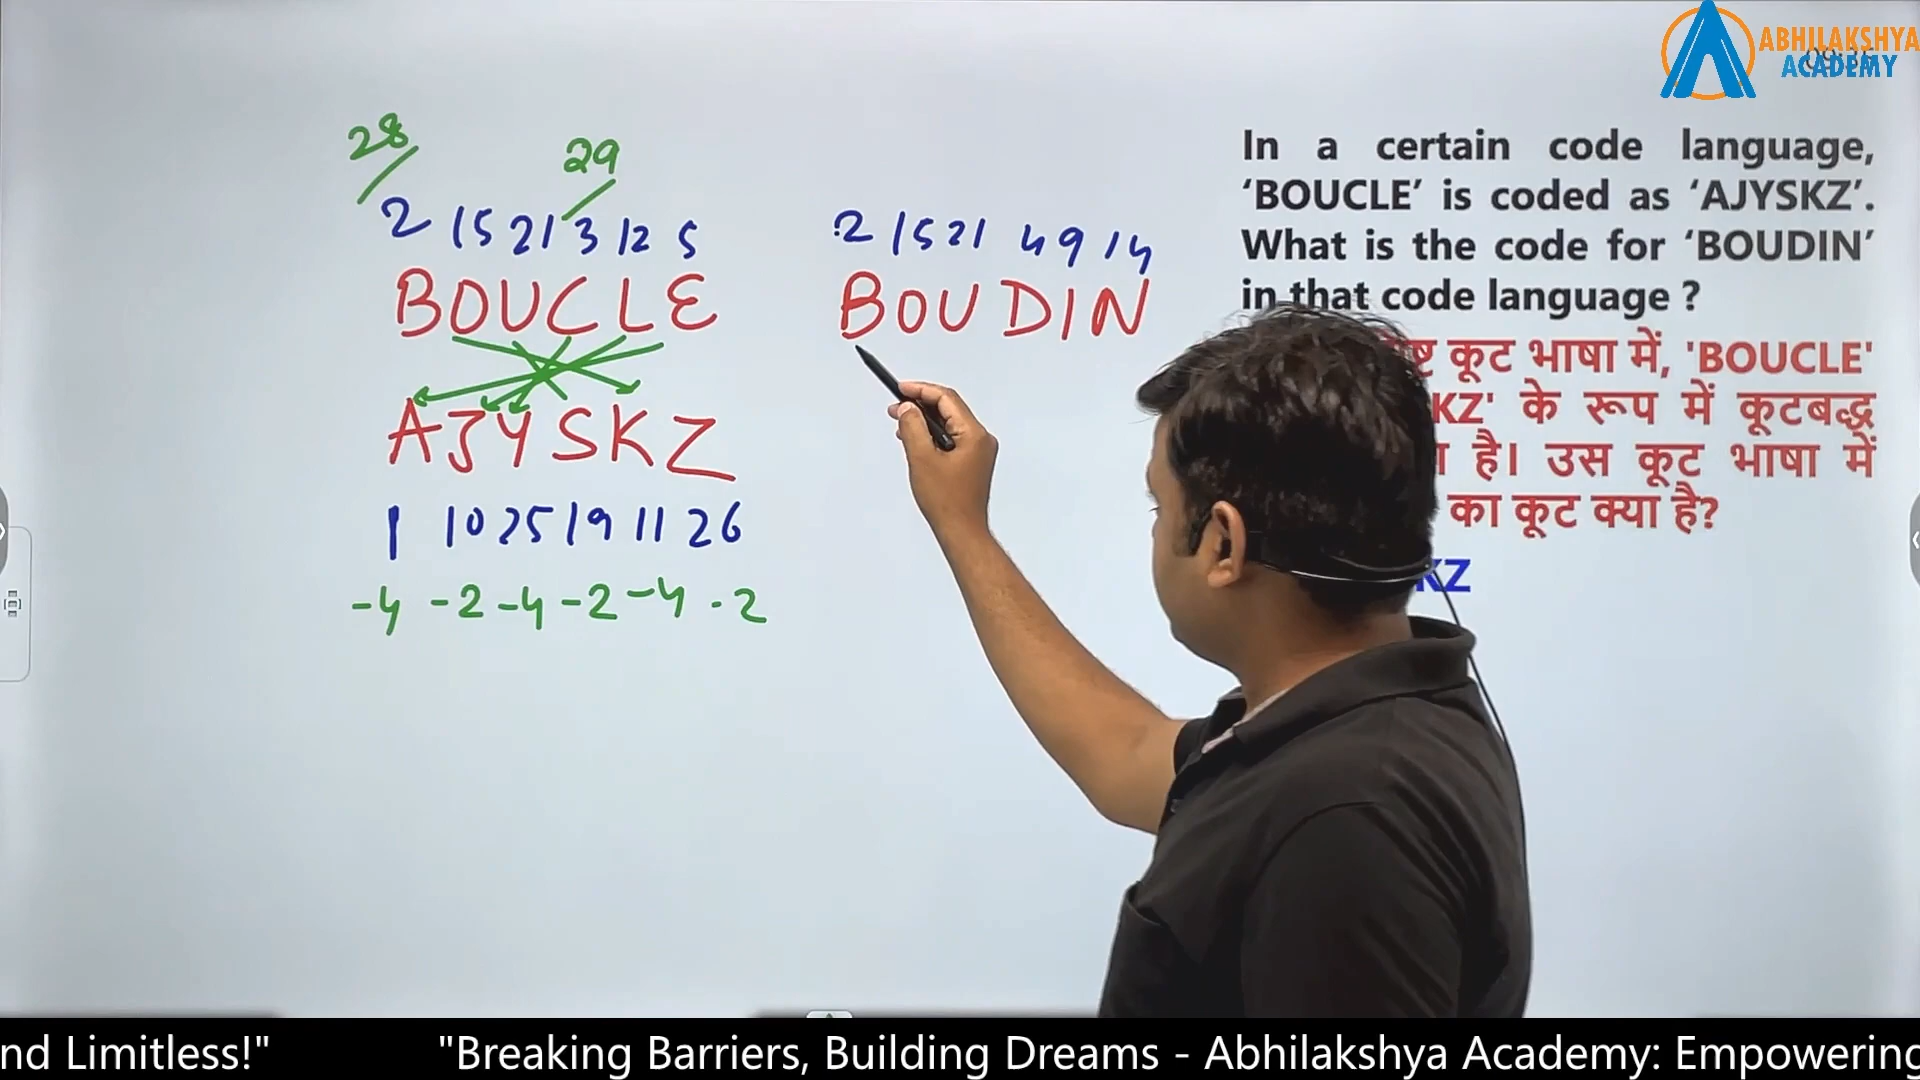 ABHILAKSHYA
ACADEMY
28
29
2 15 21 3 12 5
BOUCLE
AJYSKZ
1 10 25 19 11 26
-4 -2 -4 -2 -4 -2
2 15 21 4 9 14
BOUDIN
In a certain code language,
‘BOUCLE’ is coded as ‘AJYSKZ’.
What is the code for ‘BOUDIN’
in that code language ?
कूट भाषा में, 'BOUCLE'
KZ' के रूप में कूटबद्ध
है। उस कूट भाषा में
का कूट क्या है?
KZ
nd Limitless!" "Breaking Barriers, Building Dreams - Abhilakshya Academy: Empowering